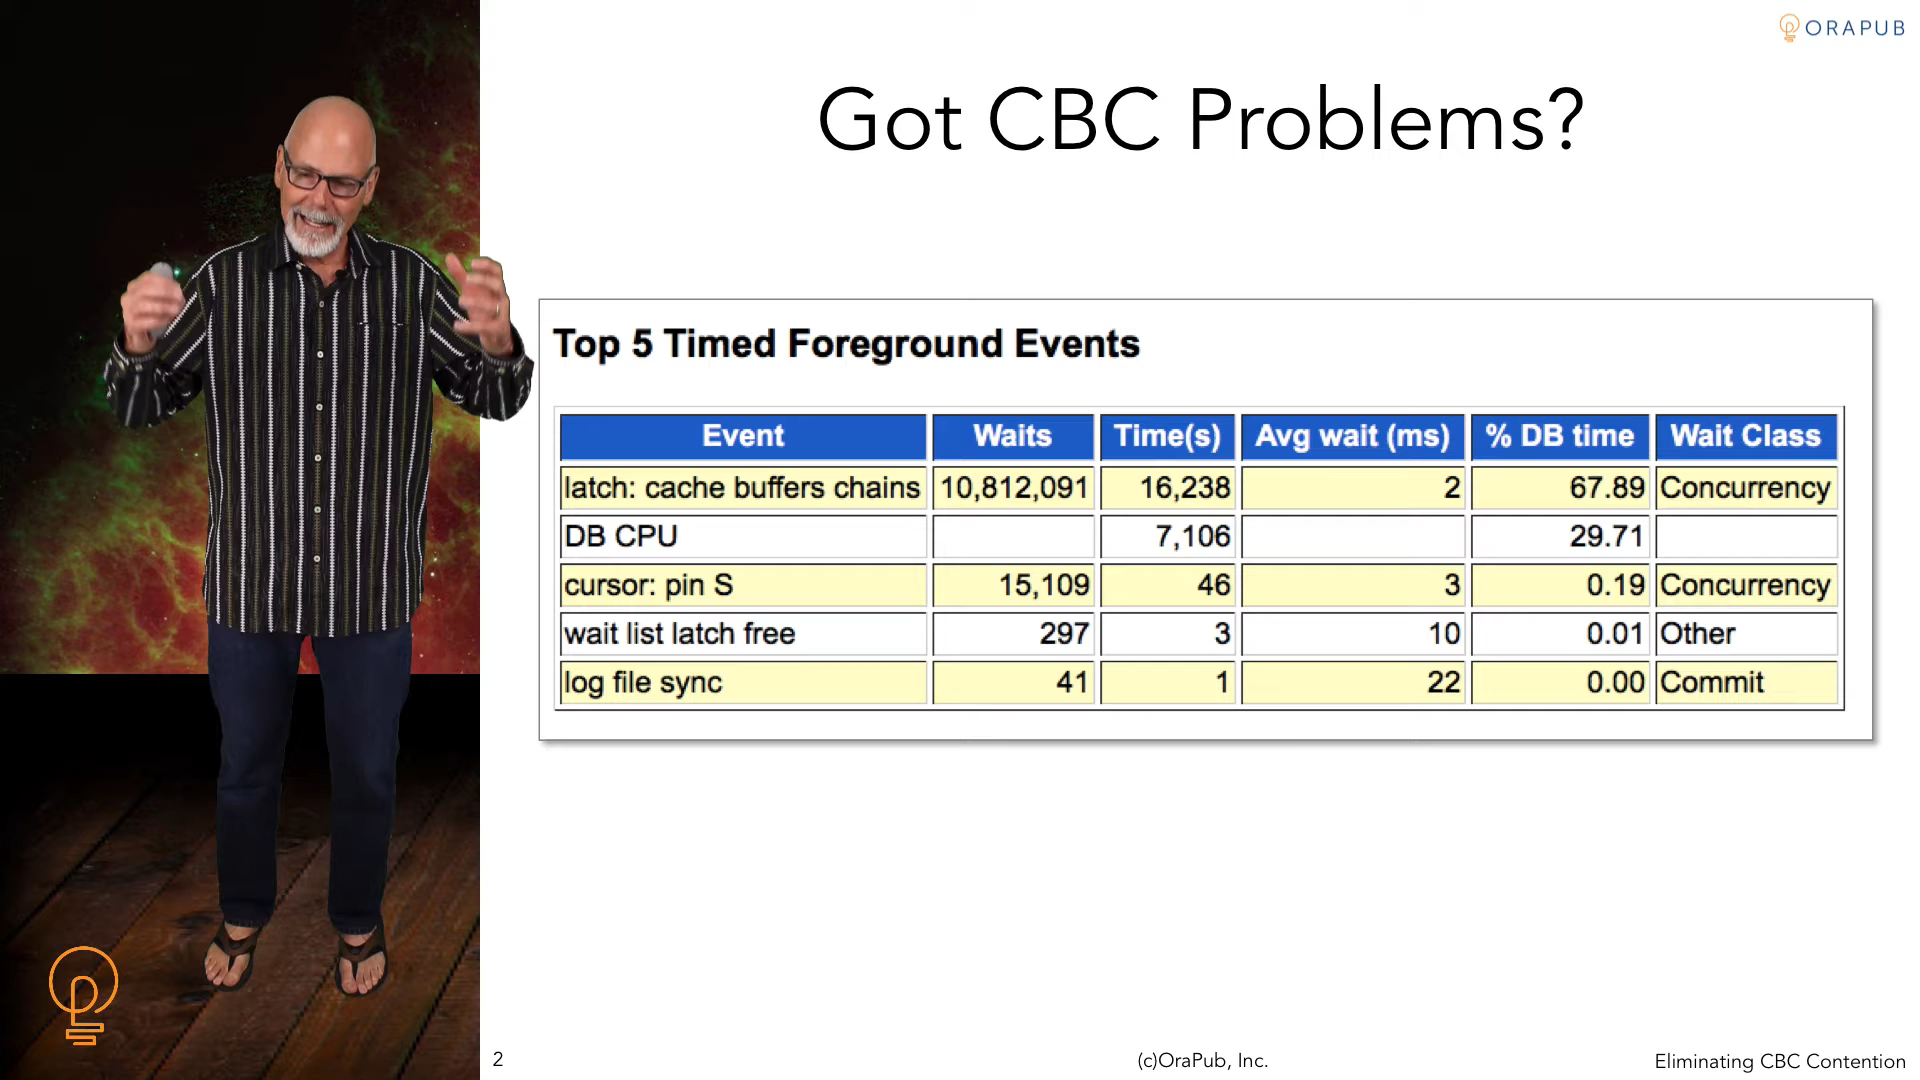 ORAPUB
Got CBC Problems?
Top 5 Timed Foreground Events
Event Waits Time(s) Avg wait (ms) % DB time Wait Class
latch: cache buffers chains 10,812,091 16,238 2 67.89 Concurrency
DB CPU 7,106 29.71
cursor: pin S 15,109 46 3 0.19 Concurrency
wait list latch free 297 3 10 0.01 Other
log file sync 41 1 22 0.00 Commit
2 (c)OraPub, Inc. Eliminating CBC Contention